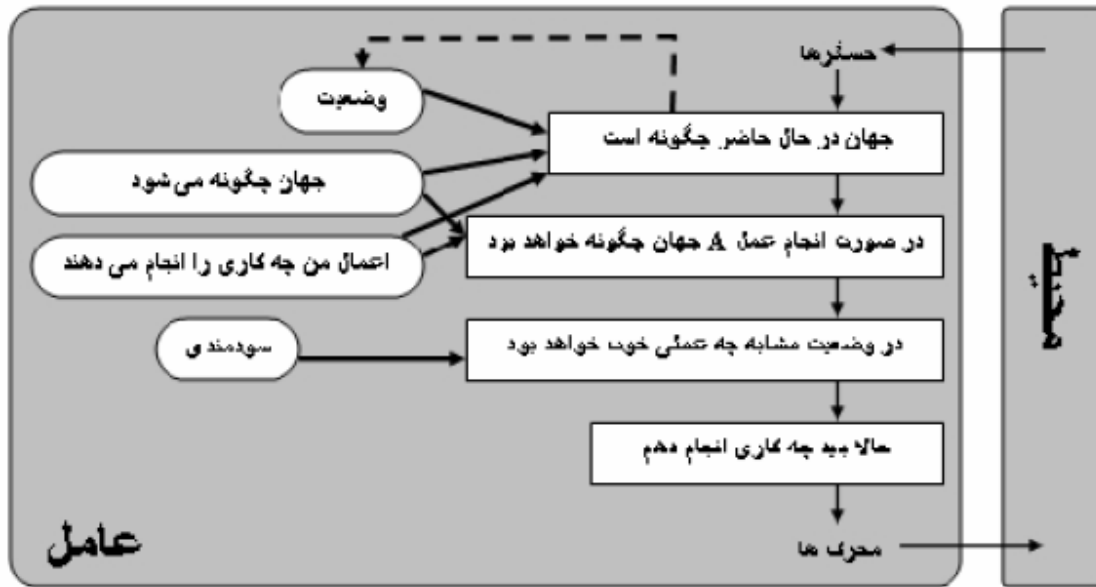 حسگرها
وضعیت
جهان در حال حاضر چگونه است
جهان چگونه می شود
در صورت انجام عمل A جهان چگونه خواهد بود
اعمال من چه کاری را انجام می دهند
سودمندی
در وضعیت مشابه چه عملی خوب خواهد بود
حالا بید چه کاری انجام دهم
محرک ها
عامل
محیط